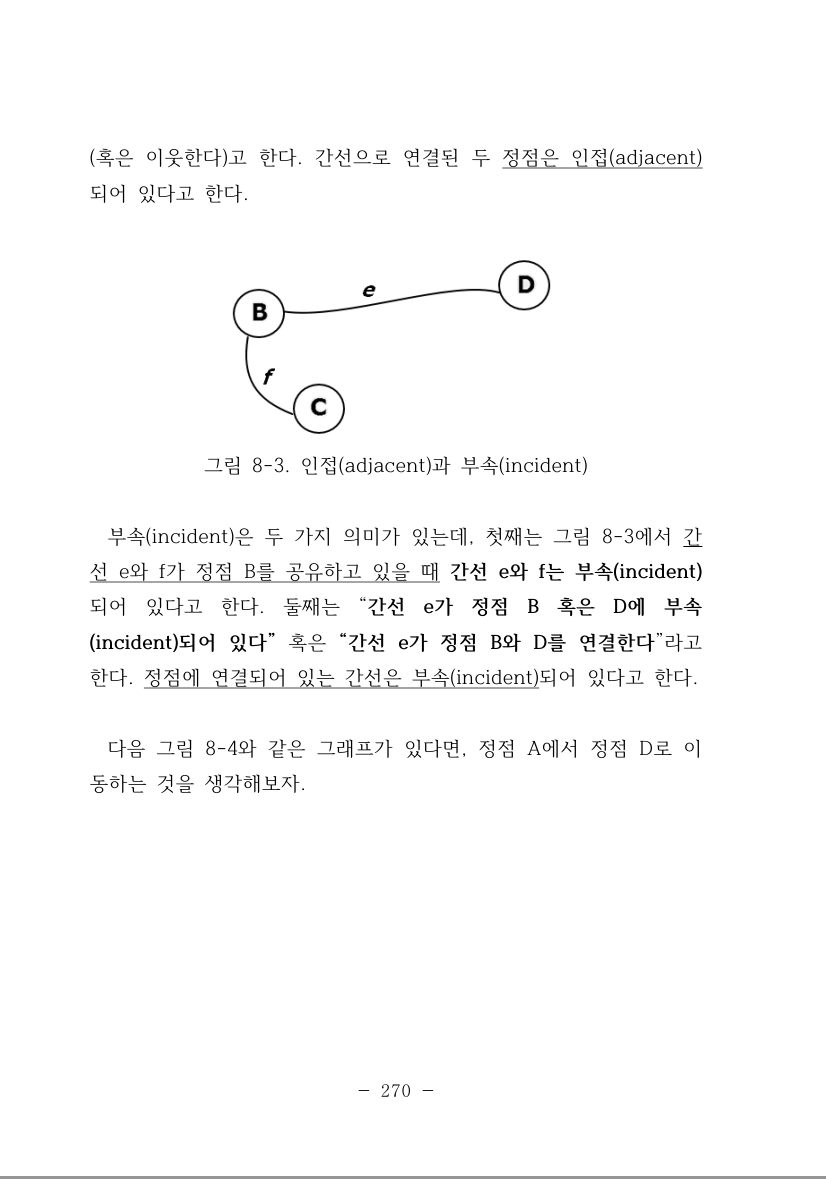 (혹은 이웃한다)고 한다. 간선으로 연결된 두 정점은 인접(adjacent)
되어 있다고 한다.
e
D
B
f
C
그림 8-3. 인접(adjacent)과 부속(incident)
부속(incident)은 두 가지 의미가 있는데, 첫째는 그림 8-3에서 간
선 e와 f가 정점 B를 공유하고 있을 때 간선 e와 f는 부속(incident)
되어 있다고 한다. 둘째는 “간선 e가 정점 B 혹은 D에 부속
(incident)되어 있다” 혹은 “간선 e가 정점 B와 D를 연결한다”라고
한다. 정점에 연결되어 있는 간선은 부속(incident)되어 있다고 한다.
다음 그림 8-4와 같은 그래프가 있다면, 정점 A에서 정점 D로 이
동하는 것을 생각해보자.
- 270 -